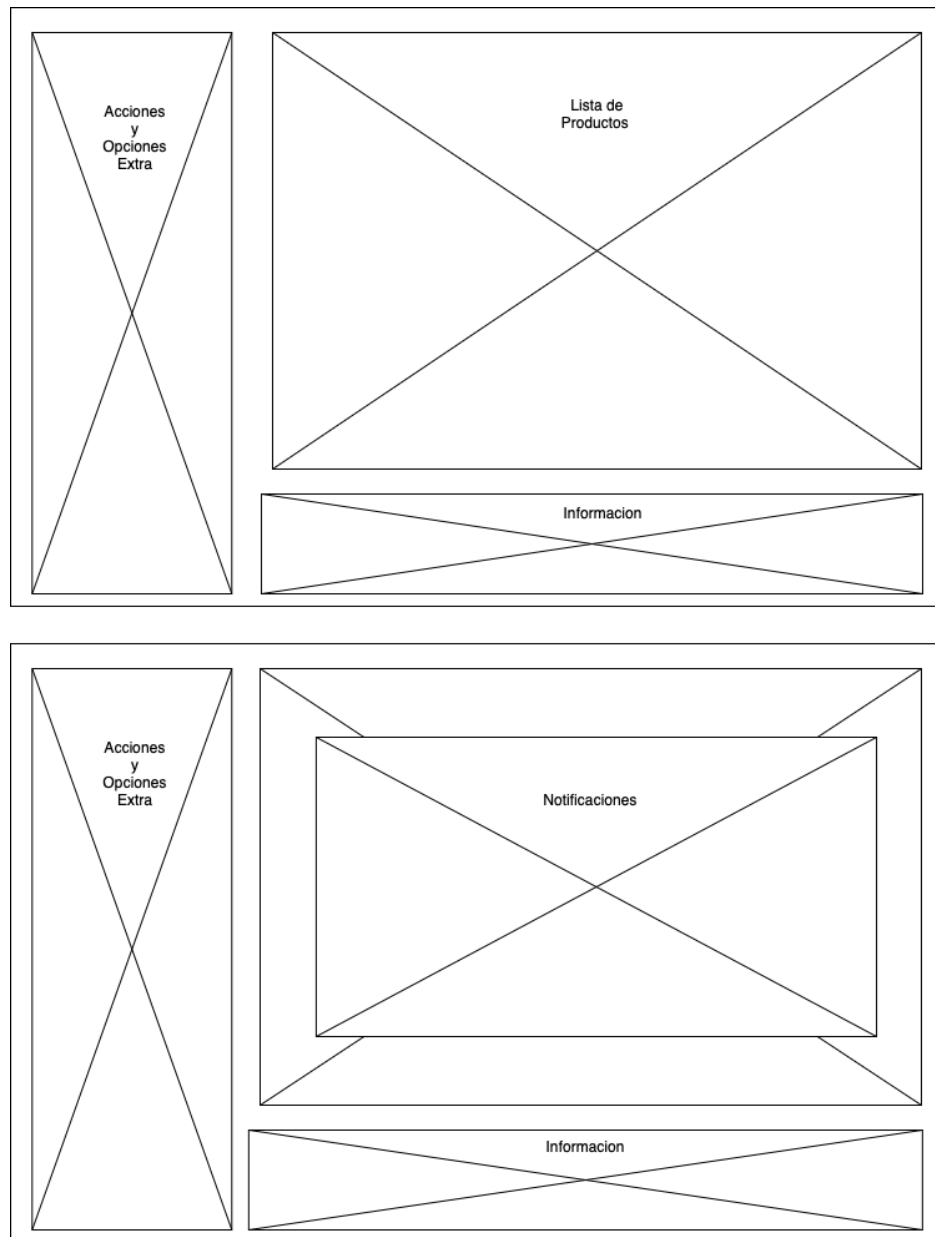 Acciones
y
Opciones
Extra
Lista de
Productos
Informacion
Acciones
y
Opciones
Extra
Notificaciones
Informacion